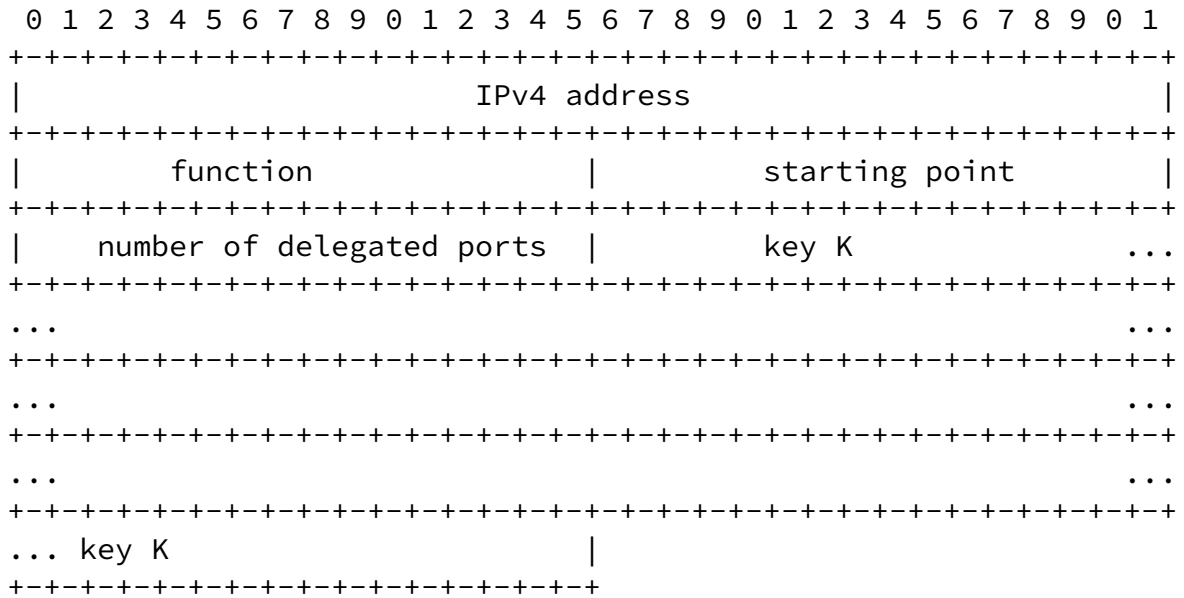 0 1 2 3 4 5 6 7 8 9 0 1 2 3 4 5 6 7 8 9 0 1 2 3 4 5 6 7 8 9 0 1
+-+-+-+-+-+-+-+-+-+-+-+-+-+-+-+-+-+-+-+-+-+-+-+-+-+-+-+-+-+-+-+-+
|                         IPv4 address                          |
+-+-+-+-+-+-+-+-+-+-+-+-+-+-+-+-+-+-+-+-+-+-+-+-+-+-+-+-+-+-+-+-+
|        function               |         starting point        |
+-+-+-+-+-+-+-+-+-+-+-+-+-+-+-+-+-+-+-+-+-+-+-+-+-+-+-+-+-+-+-+-+
|    number of delegated ports  |         key K               ...
+-+-+-+-+-+-+-+-+-+-+-+-+-+-+-+-+-+-+-+-+-+-+-+-+-+-+-+-+-+-+-+-+
...                                                           ...
+-+-+-+-+-+-+-+-+-+-+-+-+-+-+-+-+-+-+-+-+-+-+-+-+-+-+-+-+-+-+-+-+
...                                                           ...
+-+-+-+-+-+-+-+-+-+-+-+-+-+-+-+-+-+-+-+-+-+-+-+-+-+-+-+-+-+-+-+-+
...                                                           ...
+-+-+-+-+-+-+-+-+-+-+-+-+-+-+-+-+-+-+-+-+-+-+-+-+-+-+-+-+-+-+-+-+
... key K                       |
+-+-+-+-+-+-+-+-+-+-+-+-+-+-+-+-+